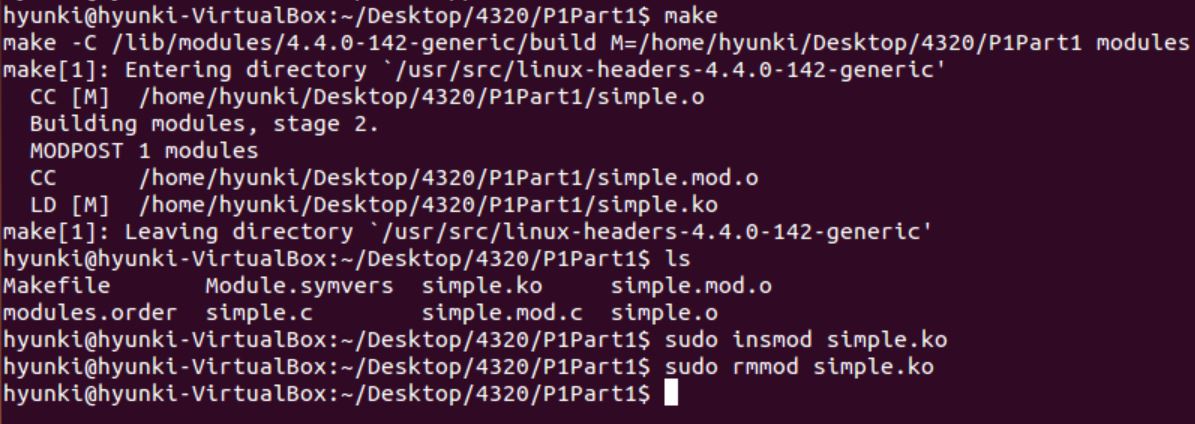 hyunki@hyunki-VirtualBox:~/Desktop/4320/P1Part1$ make
make -C /lib/modules/4.4.0-142-generic/build M=/home/hyunki/Desktop/4320/P1Part1 modules
make[1]: Entering directory `/usr/src/linux-headers-4.4.0-142-generic'
  CC [M]  /home/hyunki/Desktop/4320/P1Part1/simple.o
  Building modules, stage 2.
  MODPOST 1 modules
  CC      /home/hyunki/Desktop/4320/P1Part1/simple.mod.o
  LD [M]  /home/hyunki/Desktop/4320/P1Part1/simple.ko
make[1]: Leaving directory `/usr/src/linux-headers-4.4.0-142-generic'
hyunki@hyunki-VirtualBox:~/Desktop/4320/P1Part1$ ls
Makefile       Module.symvers  simple.ko     simple.mod.o
modules.order  simple.c        simple.mod.c  simple.o
hyunki@hyunki-VirtualBox:~/Desktop/4320/P1Part1$ sudo insmod simple.ko
hyunki@hyunki-VirtualBox:~/Desktop/4320/P1Part1$ sudo rmmod simple.ko
hyunki@hyunki-VirtualBox:~/Desktop/4320/P1Part1$